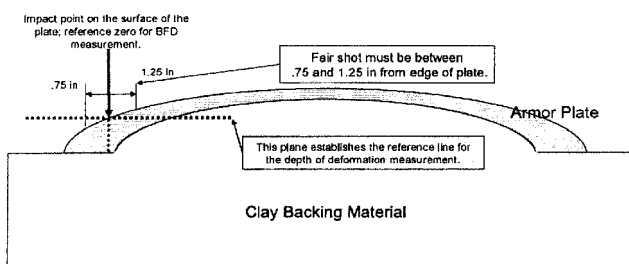 Impact point on the surface of the
plate; reference zero for BFD
measurement.
.75 in
1.25 in
Fair shot must be between
.75 and 1.25 in from edge of plate.
Armor Plate
This plane establishes the reference line for
the depth of deformation measurement.
Clay Backing Material